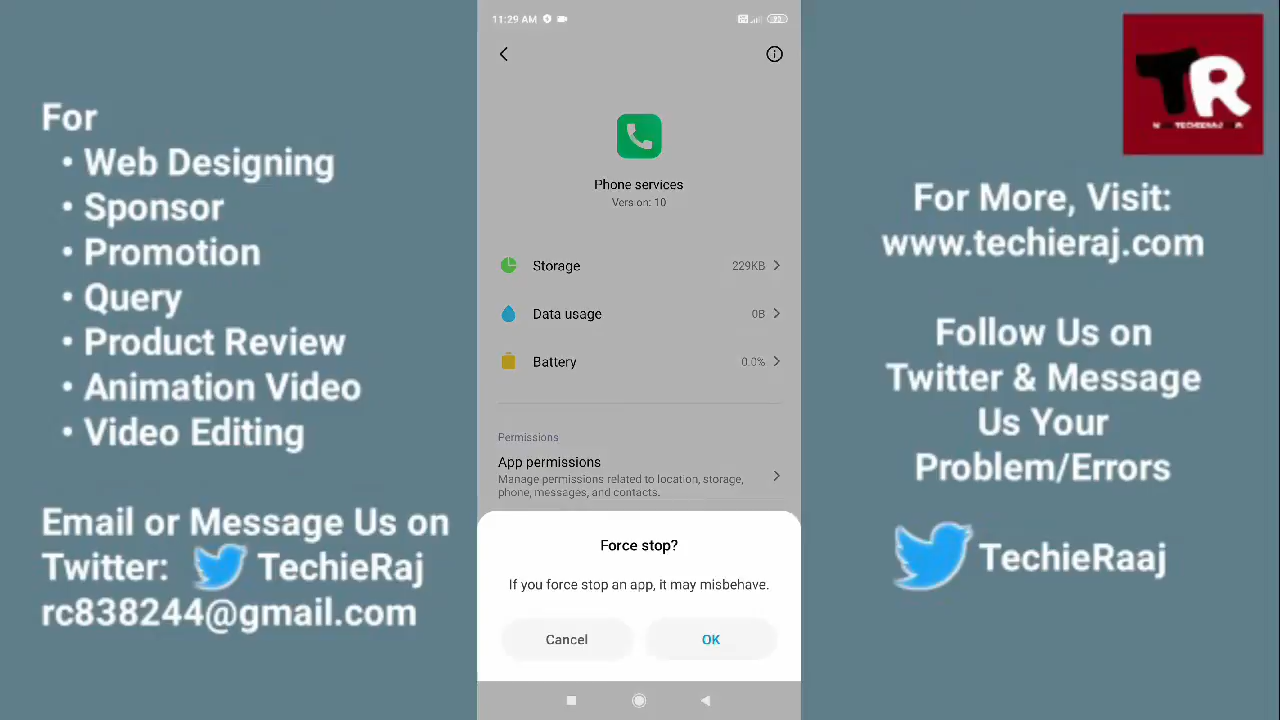 For
• Web Designing
• Sponsor
• Promotion
• Query
• Product Review
• Animation Video
• Video Editing
Email or Message Us on
Twitter: TechieRaj
rc838244@gmail.com
11:29 AM
Phone services
Version: 10
Storage 229KB
Data usage 0B
Battery 0.0%
Permissions
App permissions
Manage permissions related to location, storage,
phone, messages, and contacts.
Force stop?
If you force stop an app, it may misbehave.
Cancel OK
TR
For More, Visit:
www.techieraj.com
Follow Us on
Twitter & Message
Us Your
Problem/Errors
TechieRaaj